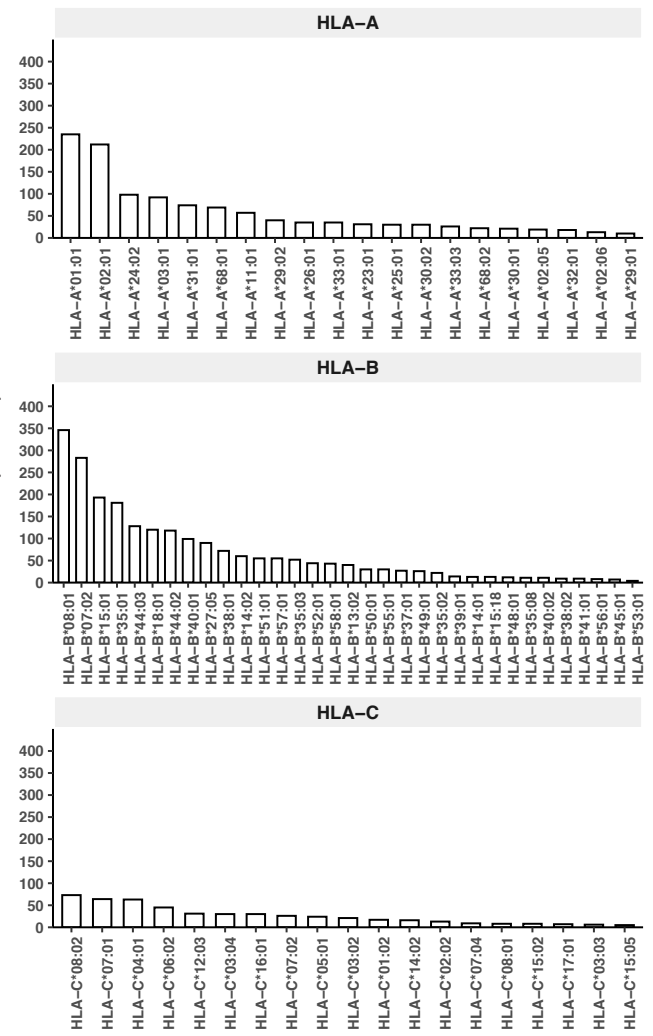 HLA−A
400
350
300
250
200
150
100
50
0
HLA−A*01:01
HLA−A*02:01
HLA−A*24:02
HLA−A*03:01
HLA−A*31:01
HLA−A*68:01
HLA−A*11:01
HLA−A*29:02
HLA−A*26:01
HLA−A*33:01
HLA−A*23:01
HLA−A*25:01
HLA−A*30:02
HLA−A*33:03
HLA−A*68:02
HLA−A*30:01
HLA−A*02:05
HLA−A*32:01
HLA−A*02:06
HLA−A*29:01
HLA−B
400
350
300
250
200
150
100
50
0
HLA−B*08:01
HLA−B*07:02
HLA−B*15:01
HLA−B*35:01
HLA−B*44:03
HLA−B*18:01
HLA−B*44:02
HLA−B*40:01
HLA−B*27:05
HLA−B*38:01
HLA−B*14:02
HLA−B*51:01
HLA−B*57:01
HLA−B*35:03
HLA−B*52:01
HLA−B*58:01
HLA−B*13:02
HLA−B*50:01
HLA−B*55:01
HLA−B*37:01
HLA−B*49:01
HLA−B*35:02
HLA−B*39:01
HLA−B*14:01
HLA−B*15:18
HLA−B*48:01
HLA−B*35:08
HLA−B*40:02
HLA−B*38:02
HLA−B*41:01
HLA−B*56:01
HLA−B*45:01
HLA−B*53:01
HLA−C
400
350
300
250
200
150
100
50
0
HLA−C*08:02
HLA−C*07:01
HLA−C*04:01
HLA−C*06:02
HLA−C*12:03
HLA−C*03:04
HLA−C*16:01
HLA−C*07:02
HLA−C*05:01
HLA−C*03:02
HLA−C*01:02
HLA−C*14:02
HLA−C*02:02
HLA−C*07:04
HLA−C*08:01
HLA−C*15:02
HLA−C*17:01
HLA−C*03:03
HLA−C*15:05